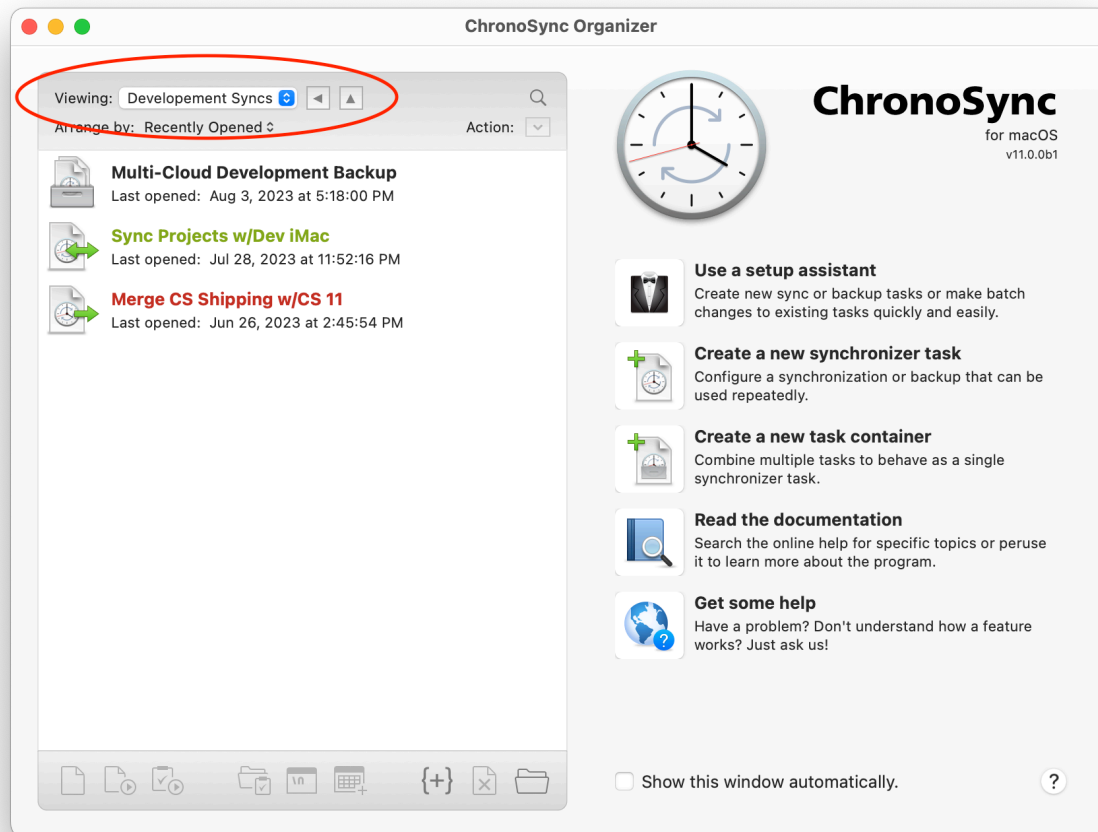 ChronoSync Organizer
Viewing: Developement Syncs
Arrange by: Recently Opened
Action:
Multi-Cloud Development Backup
Last opened: Aug 3, 2023 at 5:18:00 PM
Sync Projects w/Dev iMac
Last opened: Jul 28, 2023 at 11:52:16 PM
Merge CS Shipping w/CS 11
Last opened: Jun 26, 2023 at 2:45:54 PM
ChronoSync
for macOS
v11.0.0b1
Use a setup assistant
Create new sync or backup tasks or make batch
changes to existing tasks quickly and easily.
Create a new synchronizer task
Configure a synchronization or backup that can be
used repeatedly.
Create a new task container
Combine multiple tasks to behave as a single
synchronizer task.
Read the documentation
Search the online help for specific topics or peruse
it to learn more about the program.
Get some help
Have a problem? Don't understand how a feature
works? Just ask us!
Show this window automatically.
?